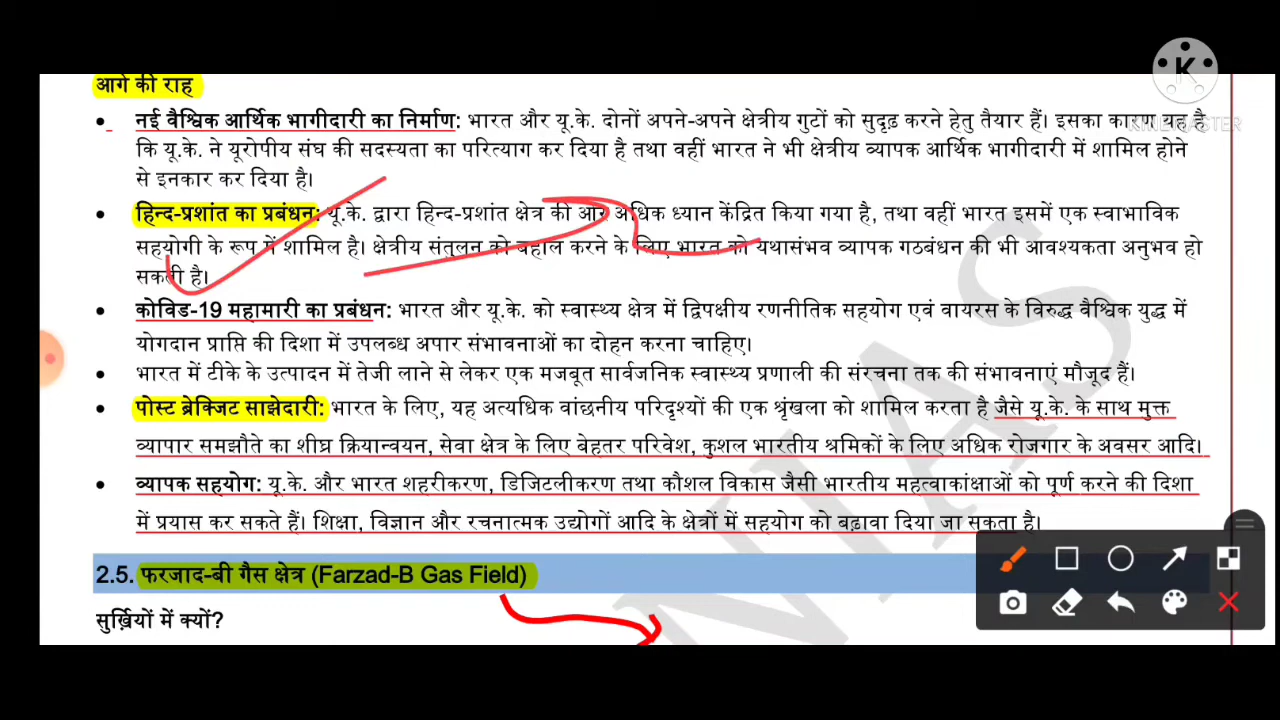 आगे की राह
• नई वैश्विक आर्थिक भागीदारी का निर्माण: भारत और यू.के. दोनों अपने-अपने क्षेत्रीय गुटों को सुदृढ़ करने हेतु तैयार हैं। इसका कारण यह है
कि यू.के. ने यूरोपीय संघ की सदस्यता का परित्याग कर दिया है तथा वहीं भारत ने भी क्षेत्रीय व्यापक आर्थिक भागीदारी में शामिल होने
से इनकार कर दिया है।
• हिन्द-प्रशांत का प्रबंधन: यू.के. द्वारा हिन्द-प्रशांत क्षेत्र की ओर अधिक ध्यान केंद्रित किया गया है, तथा वहीं भारत इसमें एक स्वाभाविक
सहयोगी के रूप में शामिल है। क्षेत्रीय संतुलन को बहाल करने के लिए भारत को यथासंभव व्यापक गठबंधन की भी आवश्यकता अनुभव हो
सकती है।
• कोविड-19 महामारी का प्रबंधन: भारत और यू.के. को स्वास्थ्य क्षेत्र में द्विपक्षीय रणनीतिक सहयोग एवं वायरस के विरुद्ध वैश्विक युद्ध में
योगदान प्राप्ति की दिशा में उपलब्ध अपार संभावनाओं का दोहन करना चाहिए।
• भारत में टीके के उत्पादन में तेजी लाने से लेकर एक मजबूत सार्वजनिक स्वास्थ्य प्रणाली की संरचना तक की संभावनाएं मौजूद हैं।
• पोस्ट ब्रेक्जिट साझेदारी: भारत के लिए, यह अत्यधिक वांछनीय परिदृश्यों की एक श्रृंखला को शामिल करता है जैसे यू.के. के साथ मुक्त
व्यापार समझौते का शीघ्र क्रियान्वयन, सेवा क्षेत्र के लिए बेहतर परिवेश, कुशल भारतीय श्रमिकों के लिए अधिक रोजगार के अवसर आदि।
• व्यापक सहयोग: यू.के. और भारत शहरीकरण, डिजिटलीकरण तथा कौशल विकास जैसी भारतीय महत्वाकांक्षाओं को पूर्ण करने की दिशा
में प्रयास कर सकते हैं। शिक्षा, विज्ञान और रचनात्मक उद्योगों आदि के क्षेत्रों में सहयोग को बढ़ावा दिया जा सकता है।
2.5. फरजाद-बी गैस क्षेत्र (Farzad-B Gas Field)
सुर्ख़ियों में क्यों?
K
KINEMASTER
NIAS